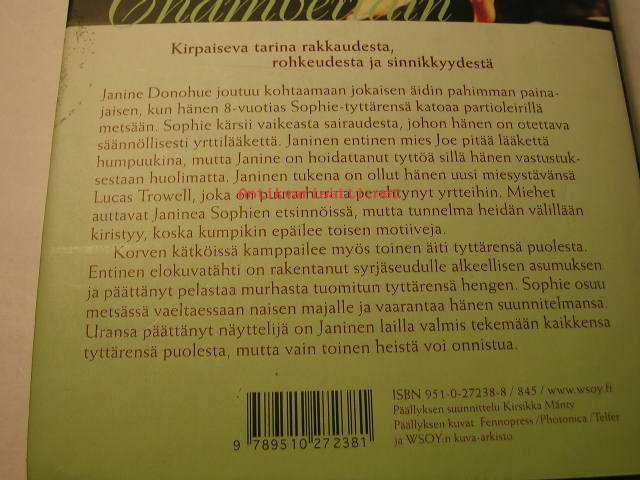 Chamberlain
Kirpaiseva tarina rakkaudesta,
rohkeudesta ja sinnikkyydestä
Janine Donohue joutuu kohtaamaan jokaisen äidin pahimman paina-
jaisen, kun hänen 8-vuotias Sophie-tyttärensä katoaa partioleirillä
metsään. Sophie kärsii vaikeasta sairaudesta, johon hänen on otettava
säännöllisesti yrttilääkettä. Janinen entinen mies Joe pitää lääkettä
humpuukina, mutta Janine on hoidattanut tyttöä sillä hänen vastustuk-
sestaan huolimatta. Janinen tukena on ollut hänen uusi miesystävänsä
Lucas Trowell, joka on puutarhurina perehtynyt yrtteihin. Miehet
auttavat Janinea Sophien etsinnöissä, mutta tunnelma heidän välillään
kiristyy, koska kumpikin epäilee toisen motiiveja.
Korven kätköissä kamppailee myös toinen äiti tyttärensä puolesta.
Entinen elokuvatähti on rakentanut syrjäseudulle alkeellisen asumuksen
ja päättänyt pelastaa murhasta tuomitun tyttärensä hengen. Sophie osuu
metsässä vaeltaessaan naisen majalle ja vaarantaa hänen suunnitelmansa.
Uransa päättänyt näyttelijä on Janinen lailla valmis tekemään kaikkensa
tyttärensä puolesta, mutta vain toinen heistä voi onnistua.
ISBN 951-0-27238-8 / 845 / www.wsoy.fi
Päällyksen suunnittelu Kirsikka Mänty
Päällyksen kuvat Fennopress/Photonica/Telfer
ja WSOY:n kuva-arkisto
9 789510 272381